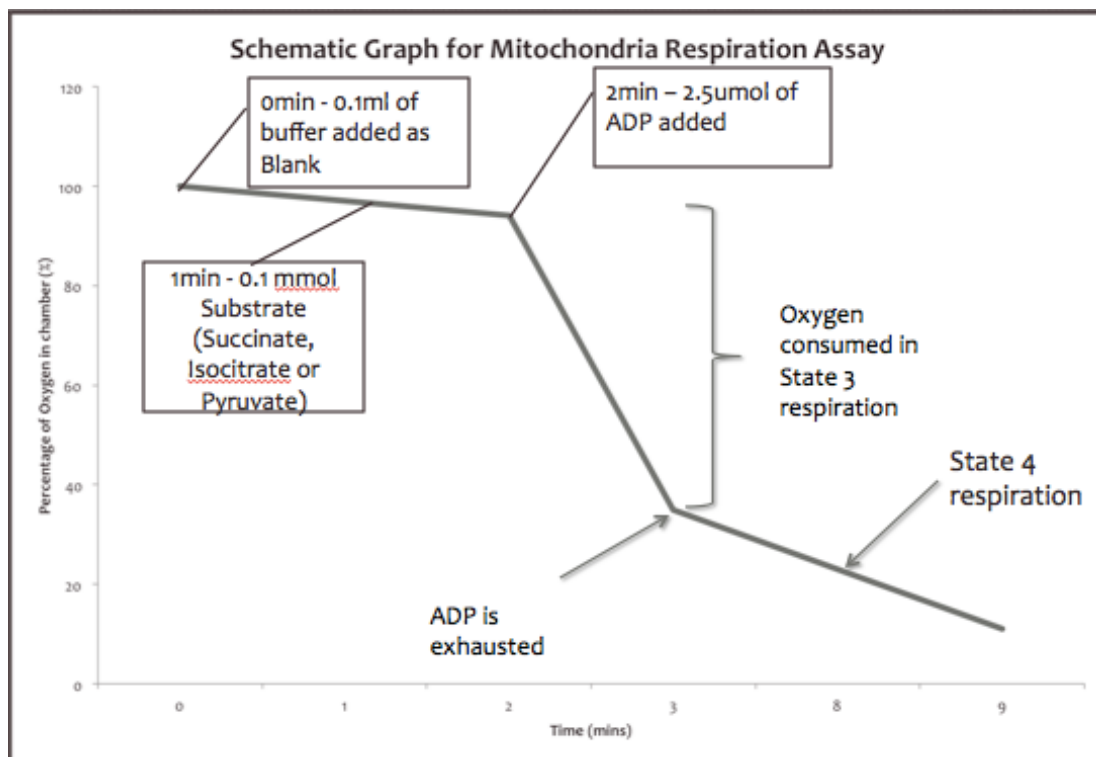 Schematic Graph for Mitochondria Respiration Assay
0min - 0.1ml of
buffer added as
Blank
2min – 2.5umol of
ADP added
1min - 0.1 mmol
Substrate
(Succinate,
Isocitrate or
Pyruvate)
Oxygen
consumed in
State 3
respiration
State 4
respiration
ADP is
exhausted
Percentage of Oxygen in chamber (%)
120
100
80
60
40
20
0
0 1 2 3 8 9
Time (mins)